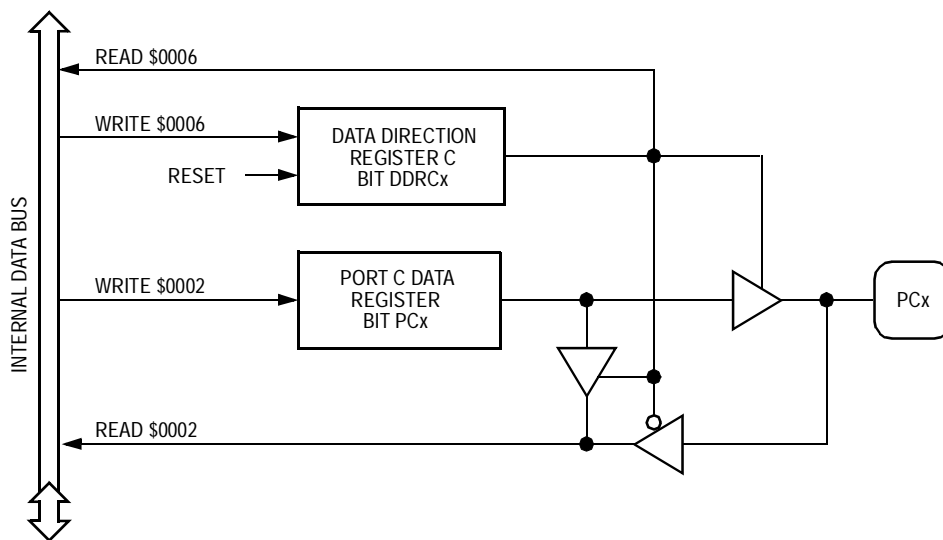 READ $0006
WRITE $0006
DATA DIRECTION
REGISTER C
BIT DDRCx
RESET
INTERNAL DATA BUS
WRITE $0002
PORT C DATA
REGISTER
BIT PCx
PCx
READ $0002